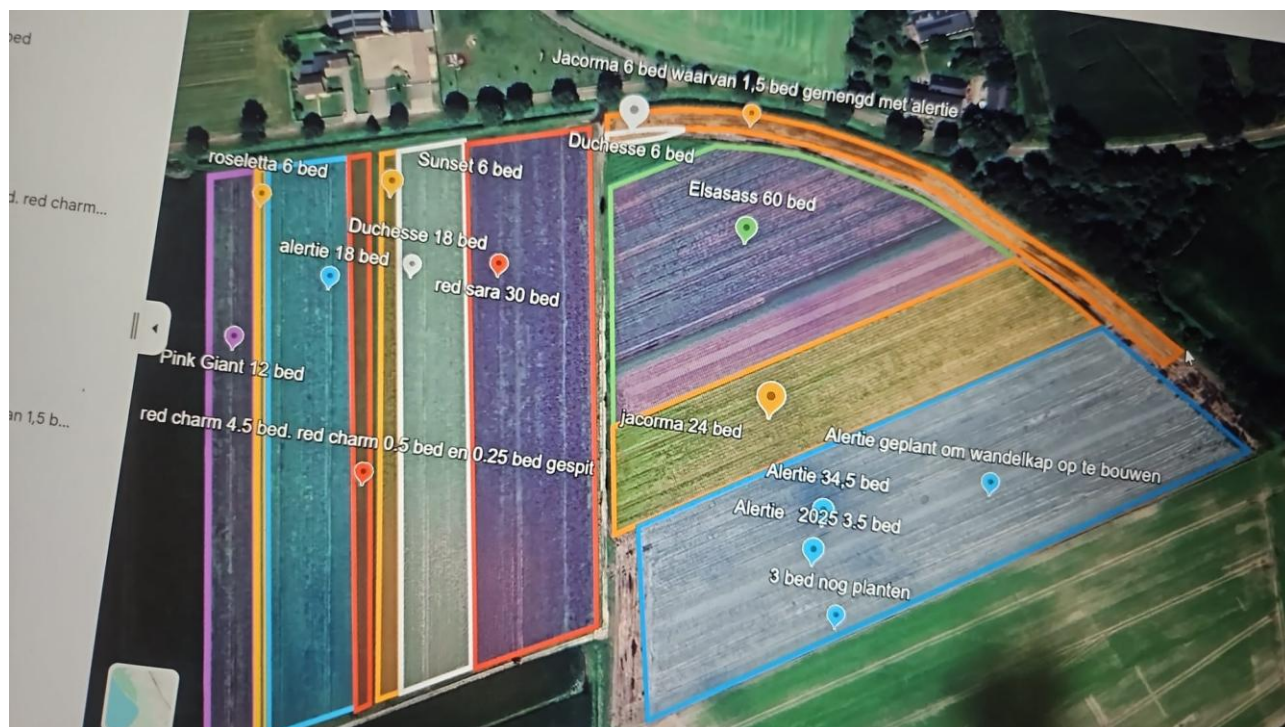 bed
d. red charm...
an 1,5 b...
Jacorma 6 bed waarvan 1,5 bed gemengd met alertie
Duchesse 6 bed
roseletta 6 bed
Sunset 6 bed
Elsasass 60 bed
Duchesse 18 bed
alertie 18 bed
red sara 30 bed
Pink Giant 12 bed
red charm 4.5 bed. red charm 0.5 bed en 0.25 bed gespit
jacorma 24 bed
Alertie geplant om wandelkap op te bouwen
Alertie 34,5 bed
Alertie 2025 3.5 bed
3 bed nog planten